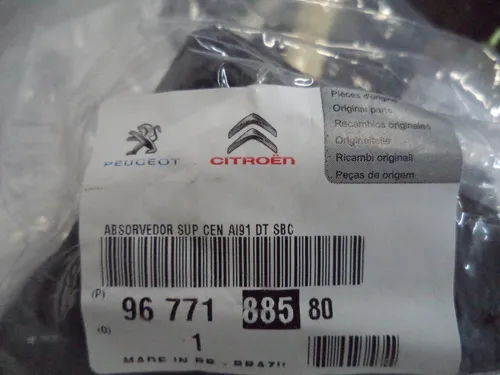 Pièces d'origine
Original parts
Recambios originales
Originalteile
Ricambi originali
Peças de origem
PEUGEOT
CITROËN
ABSORVEDOR SUP CEN AI91 DT SBC
(P) 96 771 885 80
(Q) 1
MADE IN BR - BRAZIL